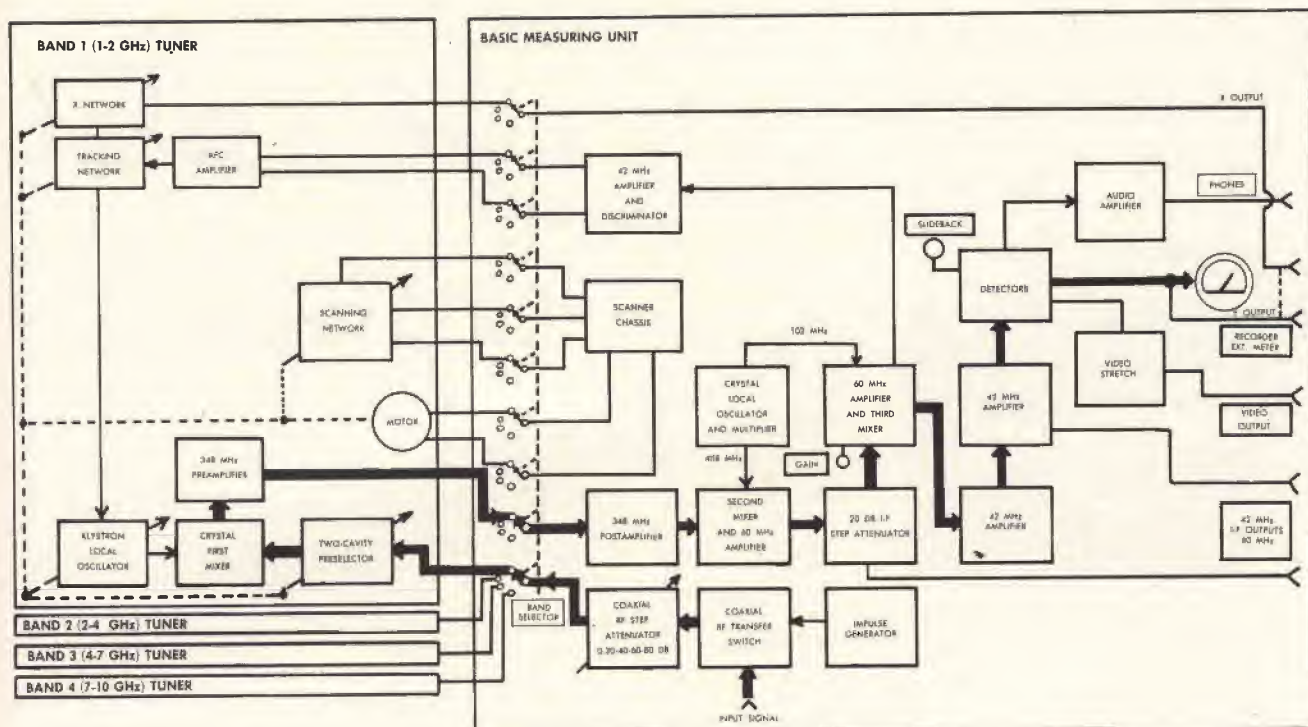 BAND 1 (1-2 GHz) TUNER
X NETWORK
TRACKING
NETWORK
AFC
AMPLIFIER
SCANNING
NETWORK
MOTOR
348 MHz
PREAMPLIFIER
KLYSTRON
LOCAL
OSCILLATOR
CRYSTAL
FIRST
MIXER
TWO-CAVITY
PRESELECTOR
BAND 2 (2-4 GHz) TUNER
BAND 3 (4-7 GHz) TUNER
BAND 4 (7-10 GHz) TUNER
BASIC MEASURING UNIT
X OUTPUT
42 MHz
AMPLIFIER
AND
DISCRIMINATOR
SCANNER
CHASSIS
AUDIO
AMPLIFIER
PHONES
SLIDEBACK
DETECTORS
OUTPUT
RECORDER
EXT. METER
VIDEO
STRETCH
VIDEO
OUTPUT
102 MHz
CRYSTAL
LOCAL
OSCILLATOR
AND MULTIPLIER
408 MHz
60 MHz
AMPLIFIER
AND THIRD
MIXER
GAIN
42 MHz
AMPLIFIER
348 MHz
POSTAMPLIFIER
SECOND
MIXER
AND 60 MHz
AMPLIFIER
20 DB I-F
STEP ATTENUATOR
42 MHz
AMPLIFIER
42 MHz
I-F OUTPUTS
60 MHz
BAND
SELECTOR
COAXIAL
RF STEP
ATTENUATOR
0-20-40-60-80 DB
COAXIAL
RF TRANSFER
SWITCH
IMPULSE
GENERATOR
INPUT SIGNAL